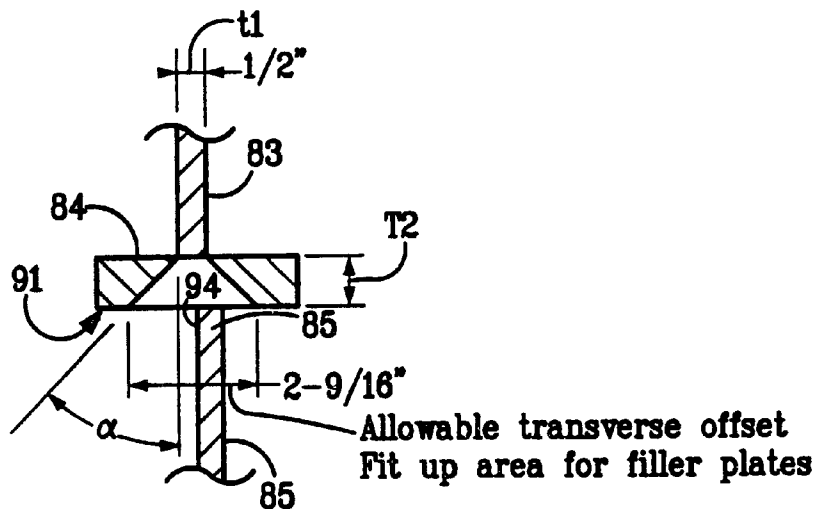 t1
1/2"
83
84
T2
91
94
85
2-9/16"
α
Allowable transverse offset
Fit up area for filler plates
85